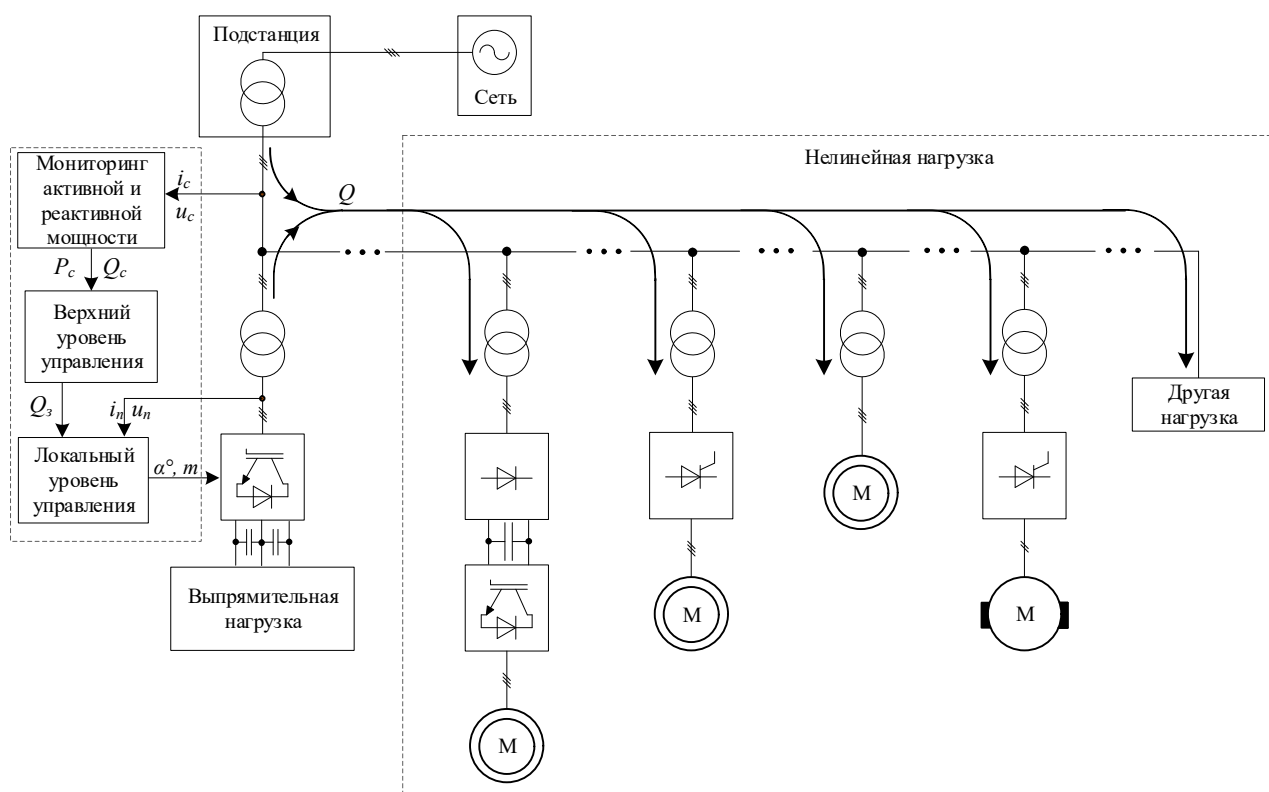 Подстанция
Сеть
Нелинейная нагрузка
Мониторинг
активной и
реактивной
мощности
i_c
u_c
Q
P_c Q_c
Верхний
уровень
управления
Q_з
i_п u_п
Локальный
уровень
управления
α°, m
Выпрямительная
нагрузка
Другая
нагрузка
М
М
М
М
М